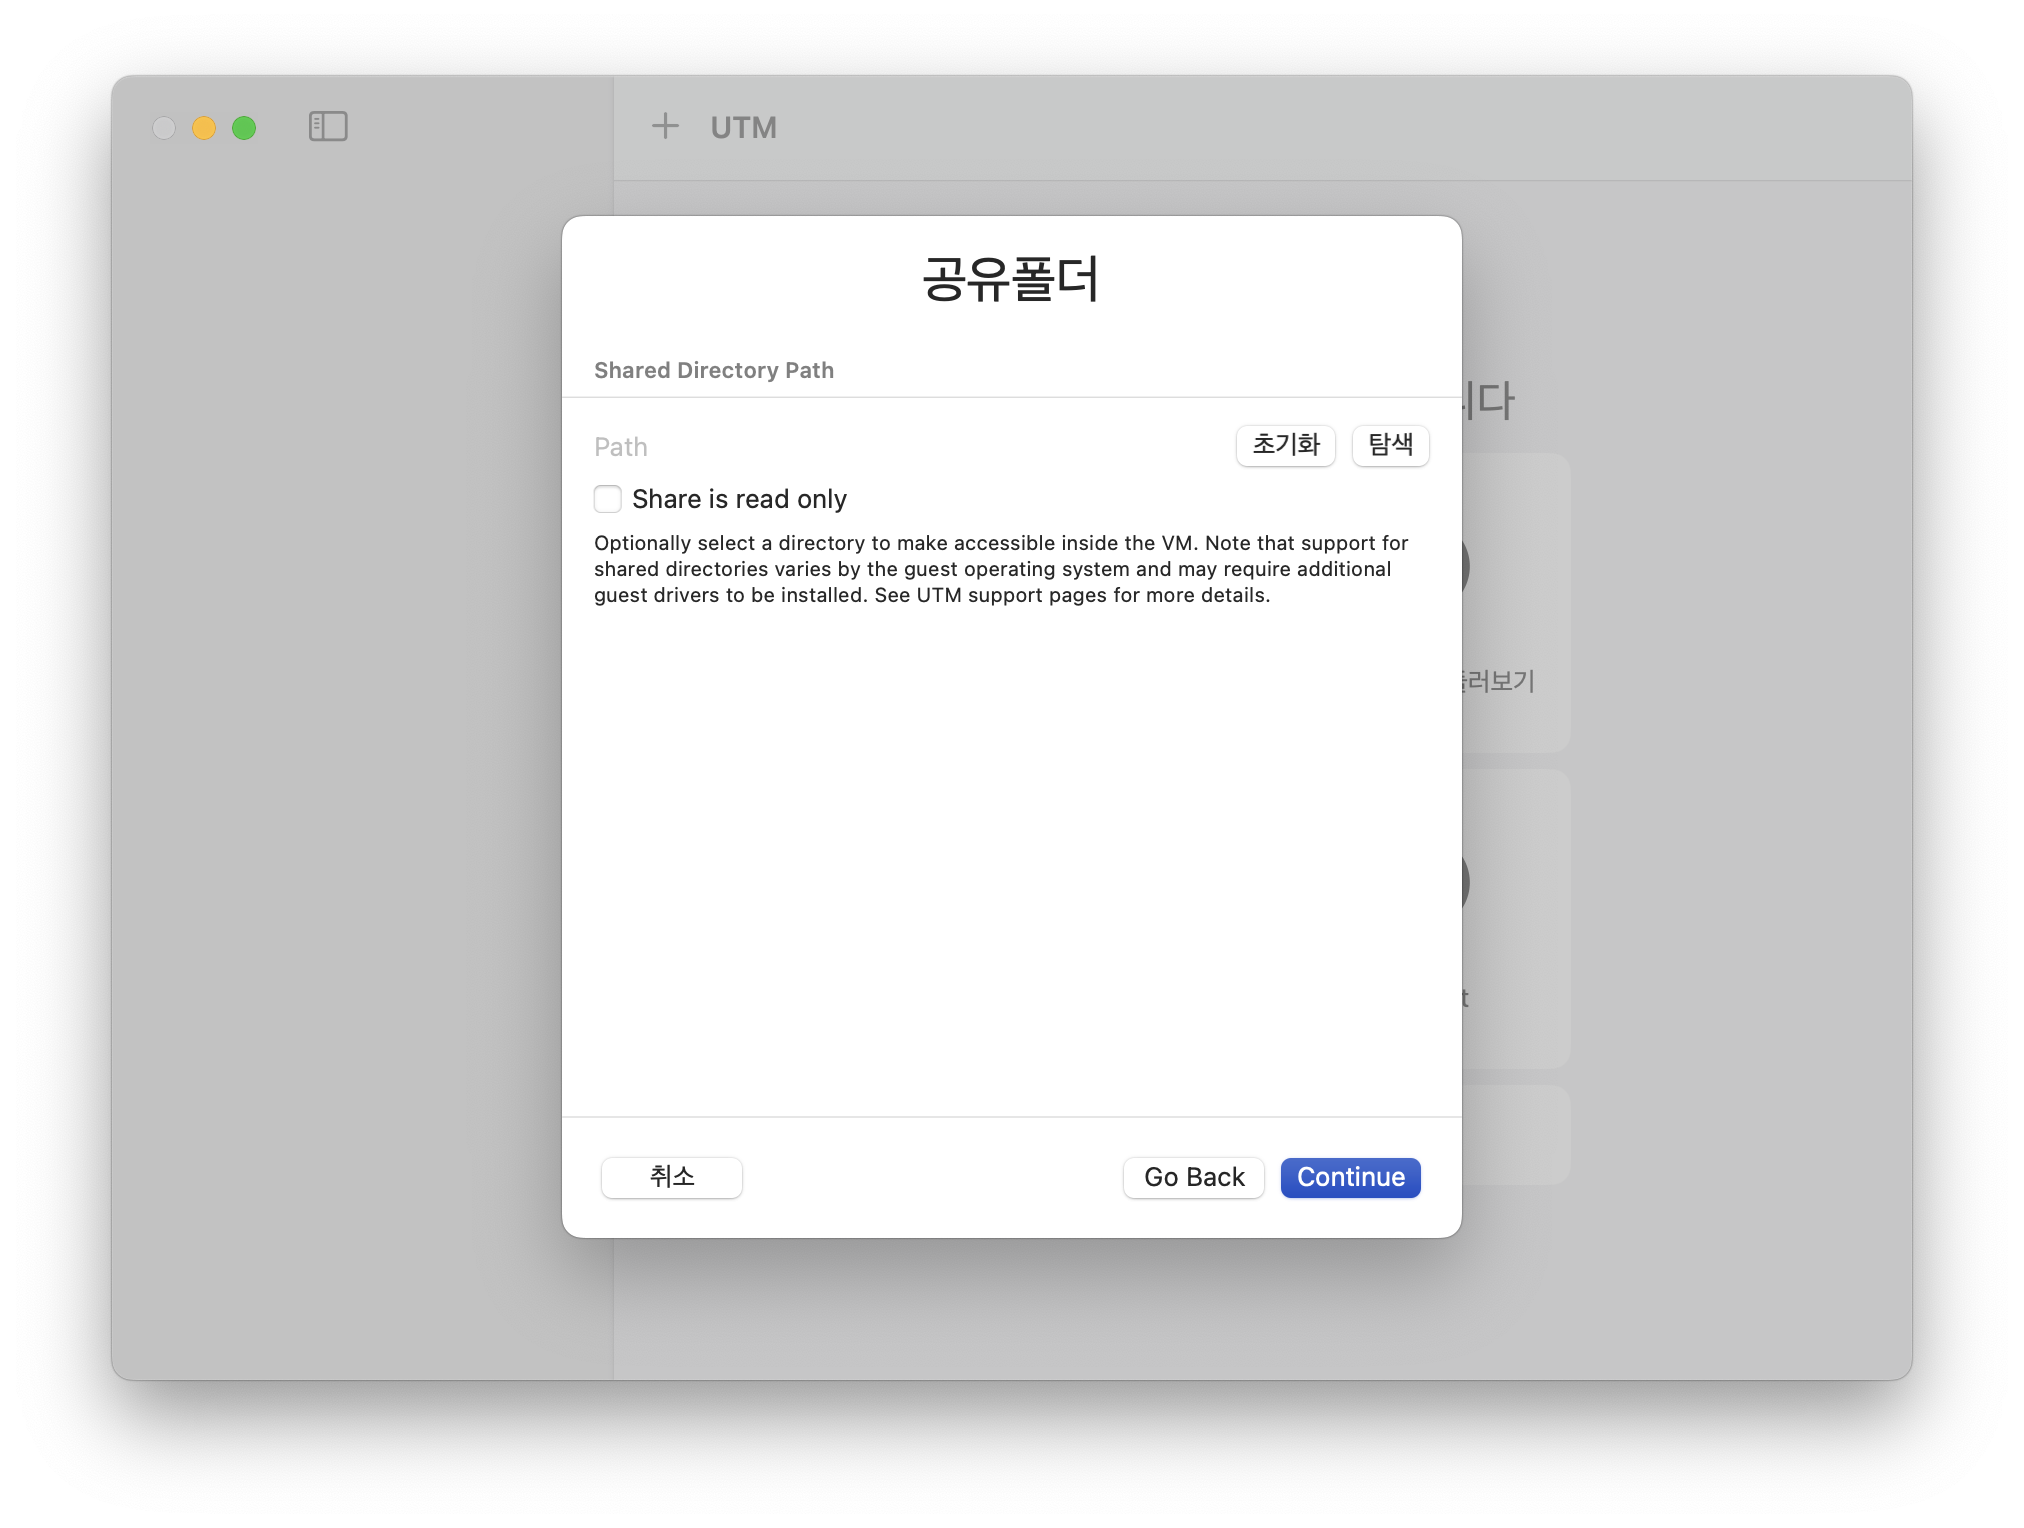 UTM
공유폴더
Shared Directory Path
Path
초기화
탐색
Share is read only
Optionally select a directory to make accessible inside the VM. Note that support for
shared directories varies by the guest operating system and may require additional
guest drivers to be installed. See UTM support pages for more details.
취소
Go Back
Continue